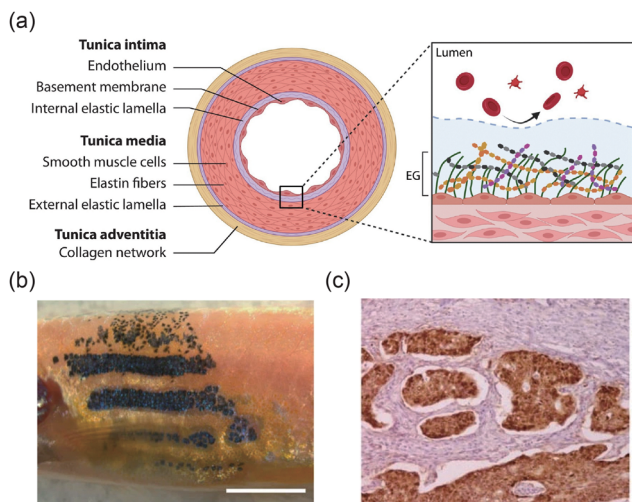 (a)
Tunica intima
Endothelium
Basement membrane
Internal elastic lamella
Tunica media
Smooth muscle cells
Elastin fibers
External elastic lamella
Tunica adventitia
Collagen network
Lumen
EG
(b)
(c)